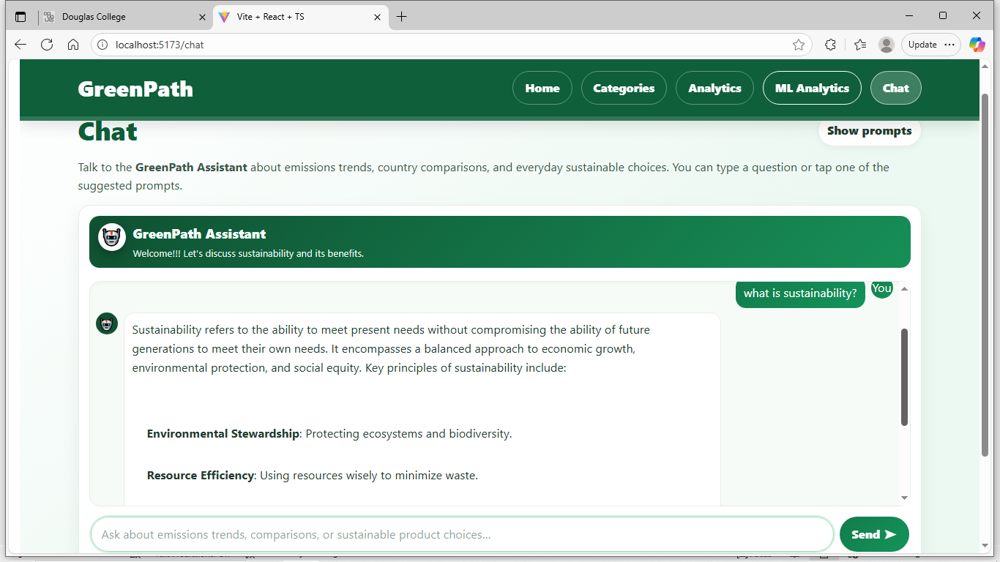 Douglas College
Vite + React + TS
localhost:5173/chat
Update
GreenPath
Home
Categories
Analytics
ML Analytics
Chat
Chat
Show prompts
Talk to the GreenPath Assistant about emissions trends, country comparisons, and everyday sustainable choices. You can type a question or tap one of the
suggested prompts.
GreenPath Assistant
Welcome!!! Let's discuss sustainability and its benefits.
what is sustainability?
You
Sustainability refers to the ability to meet present needs without compromising the ability of future
generations to meet their own needs. It encompasses a balanced approach to economic growth,
environmental protection, and social equity. Key principles of sustainability include:
Environmental Stewardship: Protecting ecosystems and biodiversity.
Resource Efficiency: Using resources wisely to minimize waste.
Ask about emissions trends, comparisons, or sustainable product choices...
Send